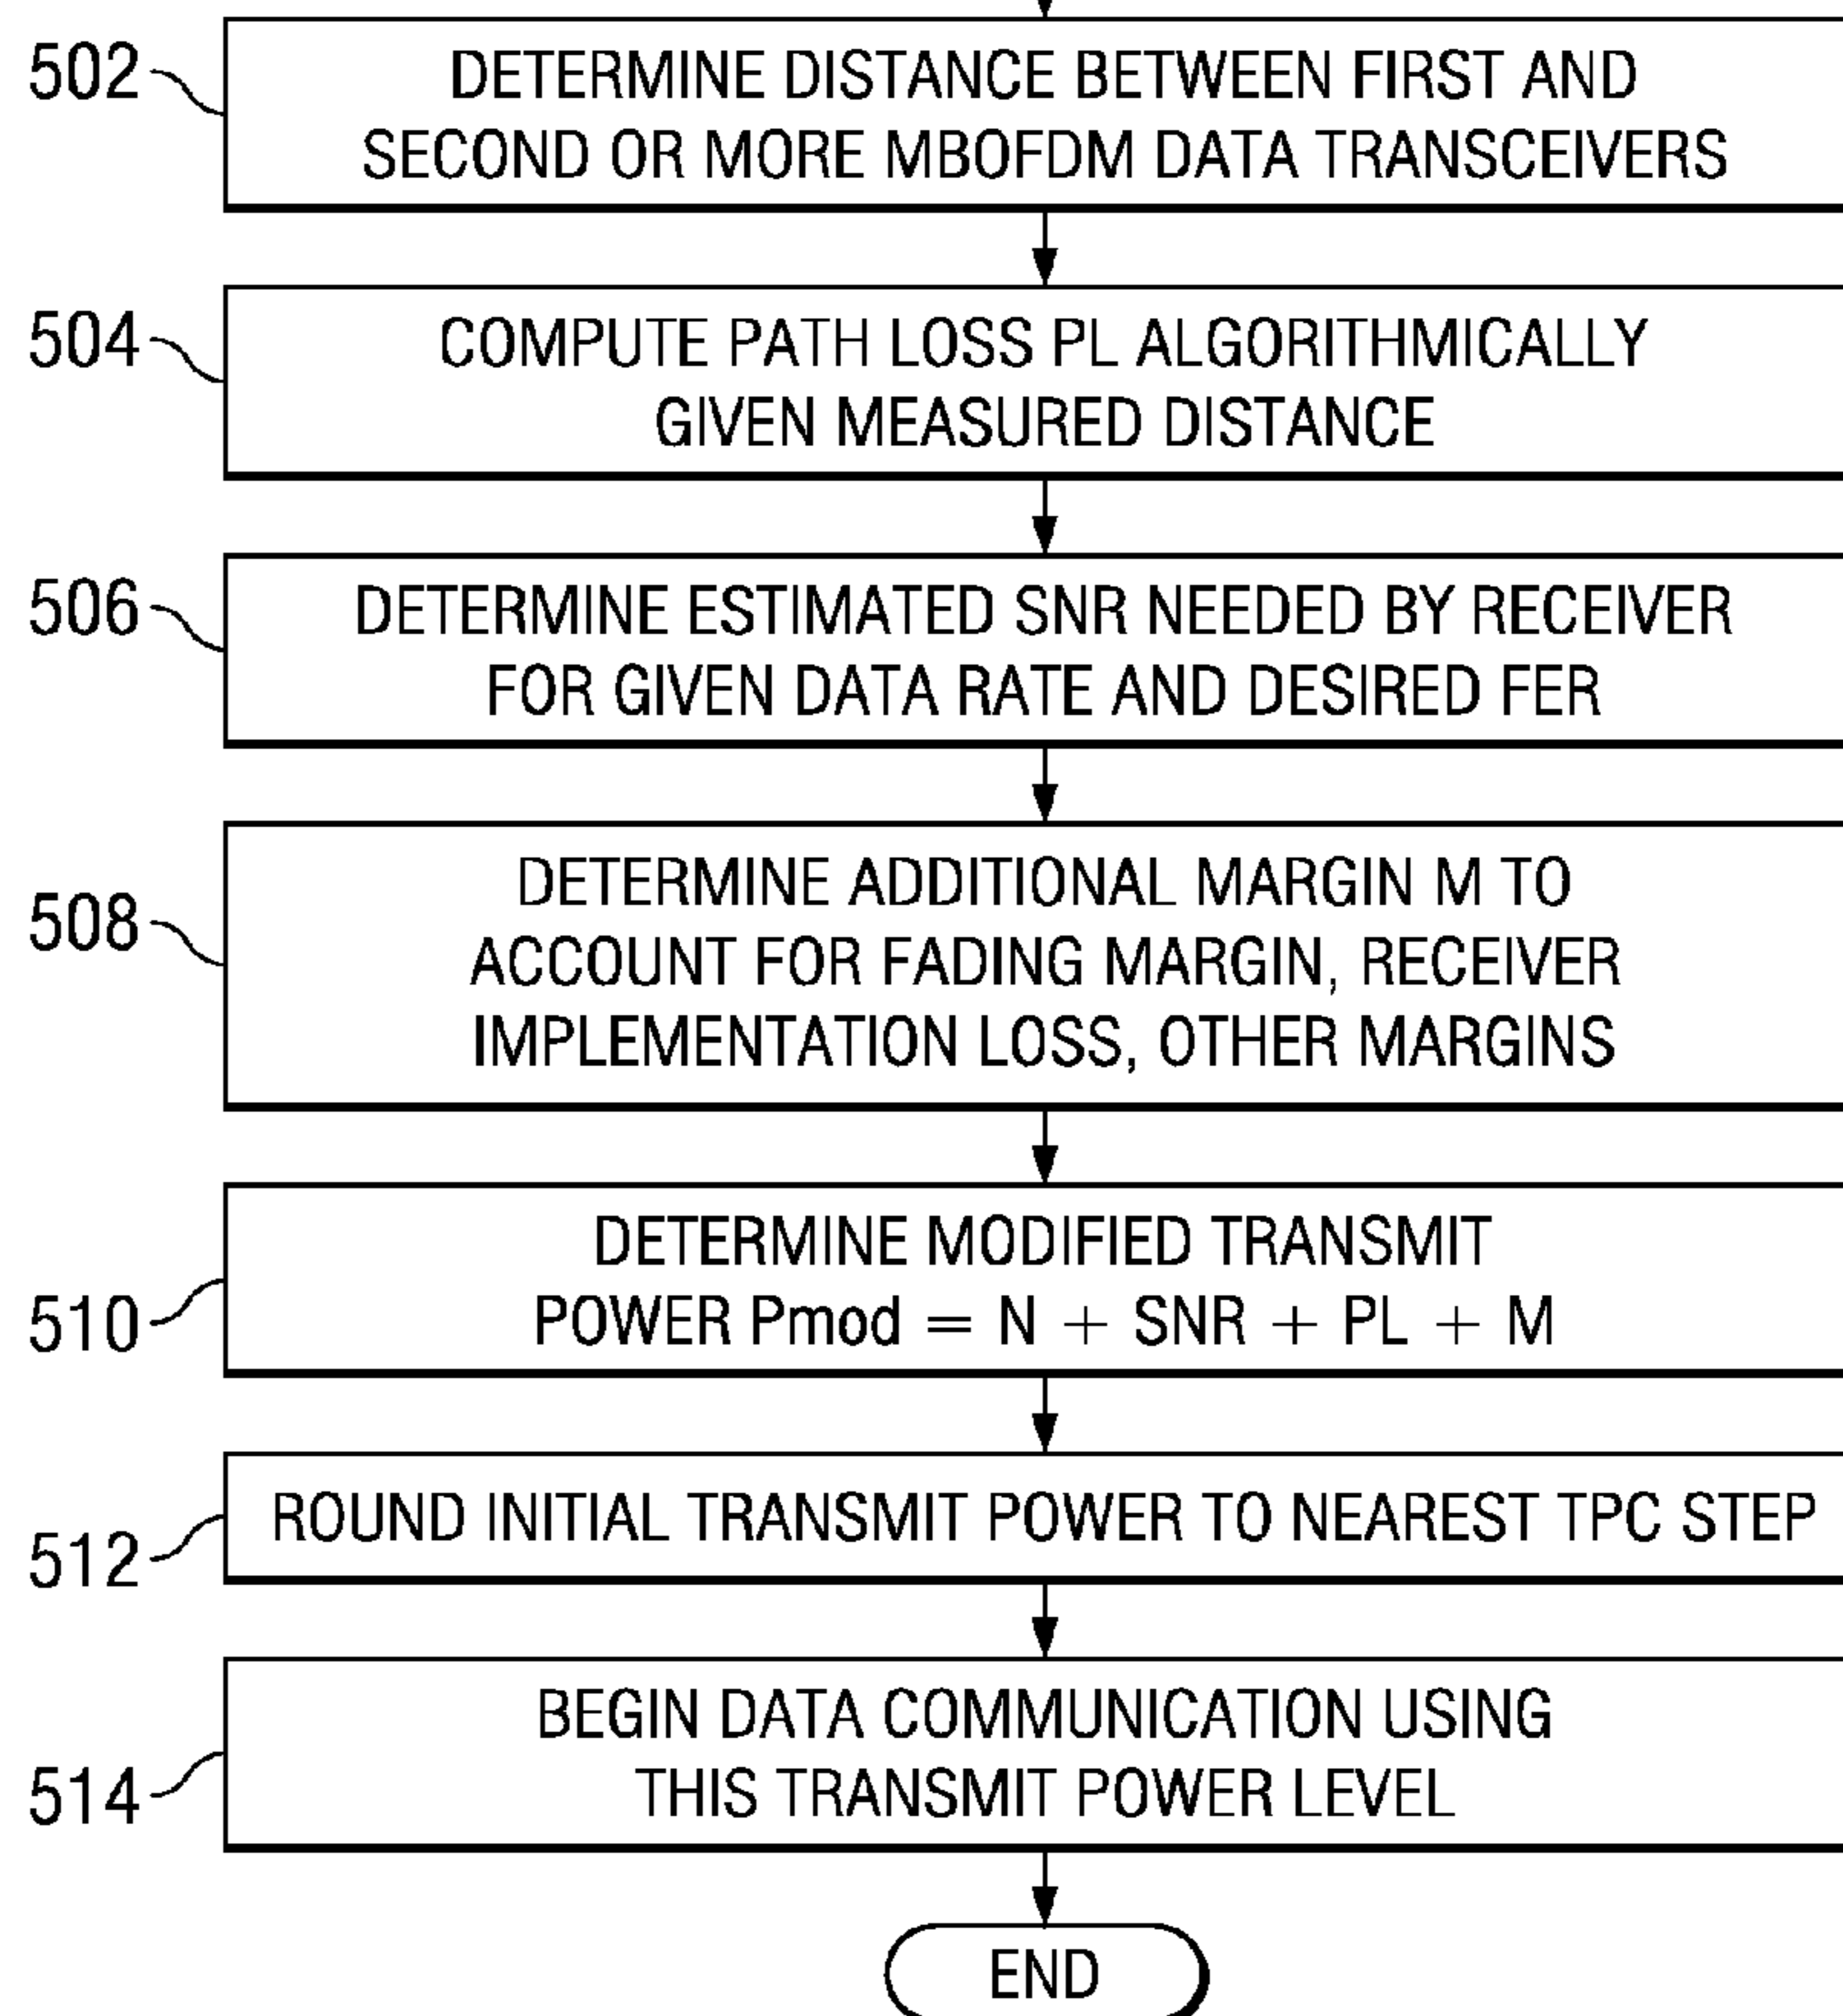 502
DETERMINE DISTANCE BETWEEN FIRST AND
SECOND OR MORE MBOFDM DATA TRANSCEIVERS
504
COMPUTE PATH LOSS PL ALGORITHMICALLY
GIVEN MEASURED DISTANCE
506
DETERMINE ESTIMATED SNR NEEDED BY RECEIVER
FOR GIVEN DATA RATE AND DESIRED FER
508
DETERMINE ADDITIONAL MARGIN M TO
ACCOUNT FOR FADING MARGIN, RECEIVER
IMPLEMENTATION LOSS, OTHER MARGINS
510
DETERMINE MODIFIED TRANSMIT
POWER Pmod = N + SNR + PL + M
512
ROUND INITIAL TRANSMIT POWER TO NEAREST TPC STEP
514
BEGIN DATA COMMUNICATION USING
THIS TRANSMIT POWER LEVEL
END